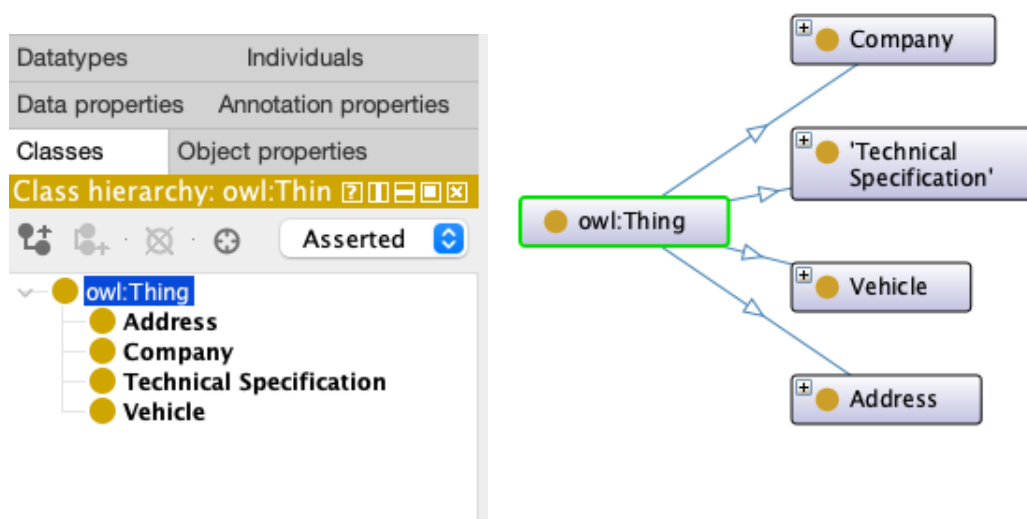 Datatypes Individuals
Data properties Annotation properties
Classes Object properties
Class hierarchy: owl:Thin
Asserted
owl:Thing
Address
Company
Technical Specification
Vehicle
Company
'Technical
Specification'
owl:Thing
Vehicle
Address